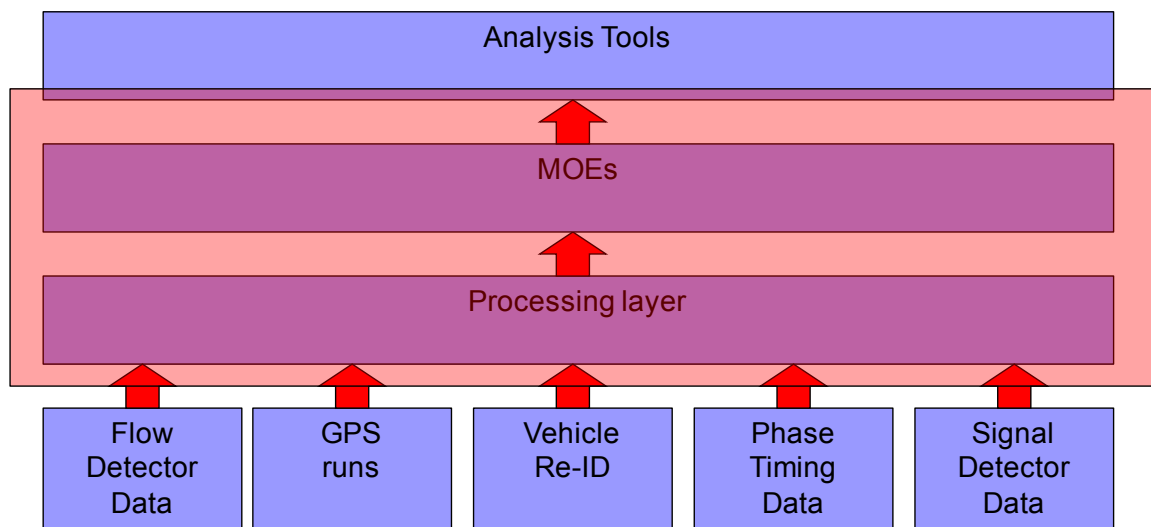 Analysis Tools
MOEs
Processing layer
Flow
Detector
Data
GPS
runs
Vehicle
Re-ID
Phase
Timing
Data
Signal
Detector
Data